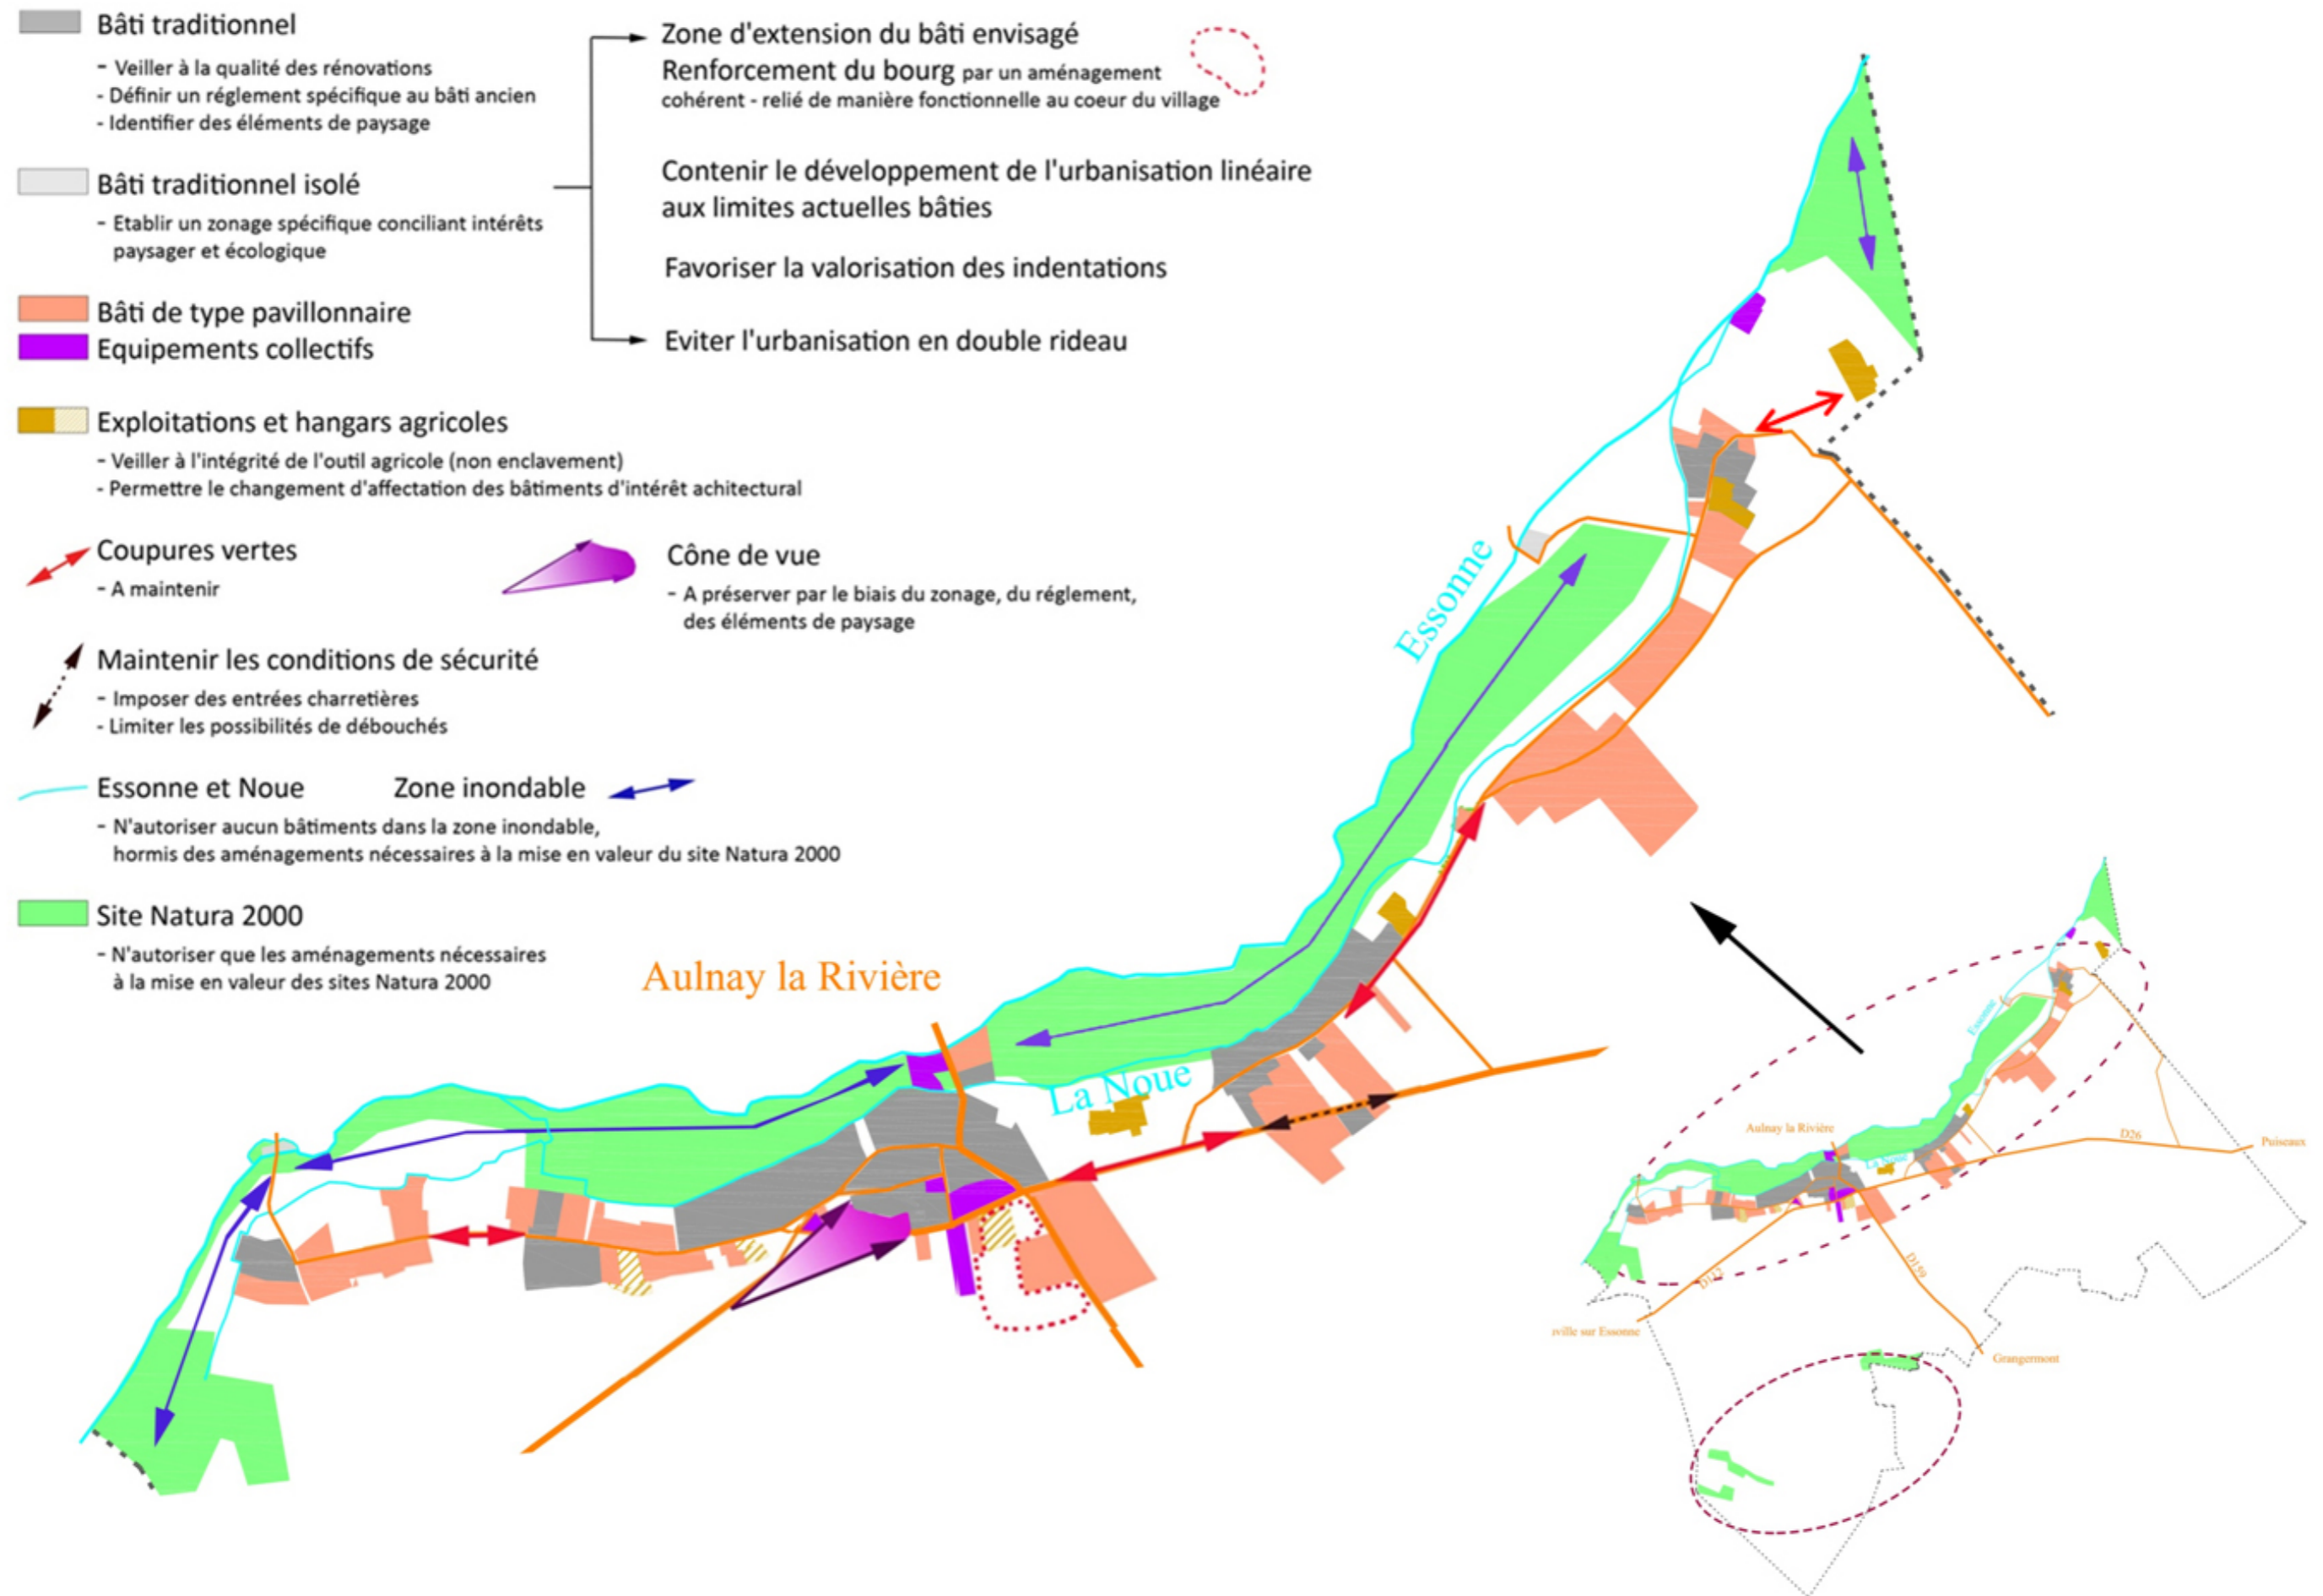 Bâti traditionnel
- Veiller à la qualité des rénovations
- Définir un réglement spécifique au bâti ancien
- Identifier des éléments de paysage
Bâti traditionnel isolé
- Etablir un zonage spécifique conciliant intérêts
paysager et écologique
Bâti de type pavillonnaire
Equipements collectifs
Zone d'extension du bâti envisagé
Renforcement du bourg par un aménagement
cohérent - relié de manière fonctionnelle au coeur du village
Contenir le développement de l'urbanisation linéaire
aux limites actuelles bâties
Favoriser la valorisation des indentations
Eviter l'urbanisation en double rideau
Exploitations et hangars agricoles
- Veiller à l'intégrité de l'outil agricole (non enclavement)
- Permettre le changement d'affectation des bâtiments d'intérêt achitectural
Coupures vertes
- A maintenir
Cône de vue
- A préserver par le biais du zonage, du réglement,
des éléments de paysage
Maintenir les conditions de sécurité
- Imposer des entrées charretières
- Limiter les possibilités de débouchés
Essonne et Noue
Zone inondable
- N'autoriser aucun bâtiments dans la zone inondable,
hormis des aménagements nécessaires à la mise en valeur du site Natura 2000
Site Natura 2000
- N'autoriser que les aménagements nécessaires
à la mise en valeur des sites Natura 2000
Essonne
Aulnay la Rivière
La Noue
Essonne
Aulnay la Rivière
La Noue
D26
Puiseaux
D159
ville sur Essonne
Grangermont